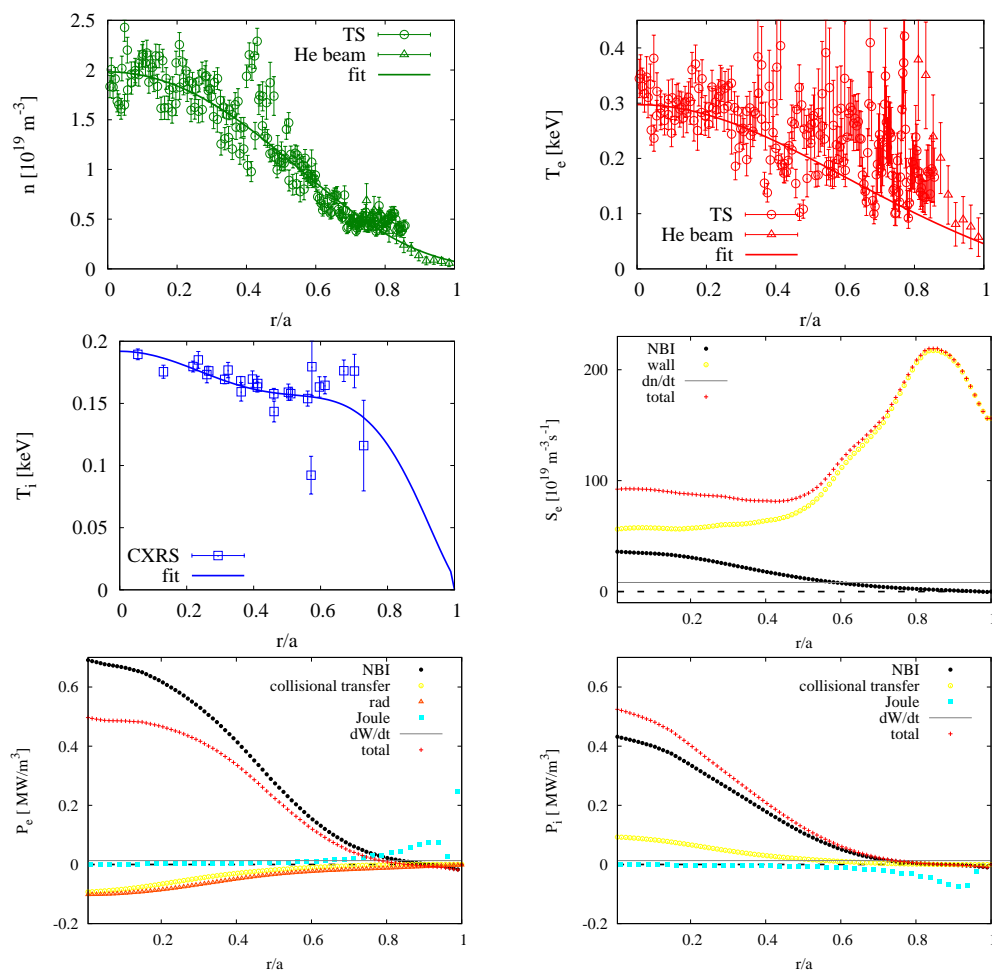 2.5
2
1.5
1
0.5
0
n [10^19 m^-3]
TS
He beam
fit
0 0.2 0.4 0.6 0.8 1
r/a
0.4
0.3
0.2
0.1
0
T_e [keV]
TS
He beam
fit
0 0.2 0.4 0.6 0.8 1
r/a
0.2
0.15
0.1
0.05
0
T_i [keV]
CXRS
fit
0 0.2 0.4 0.6 0.8 1
r/a
200
100
0
S_e [10^19 m^-3 s^-1]
NBI
wall
dn/dt
total
0.2 0.4 0.6 0.8 1
r/a
0.6
0.4
0.2
0
-0.2
P_e [ MW/m^3]
NBI
collisional transfer
rad
Joule
dW/dt
total
0.2 0.4 0.6 0.8 1
r/a
0.6
0.4
0.2
0
-0.2
P_i [ MW/m^3]
NBI
collisional transfer
Joule
dW/dt
total
0.2 0.4 0.6 0.8 1
r/a